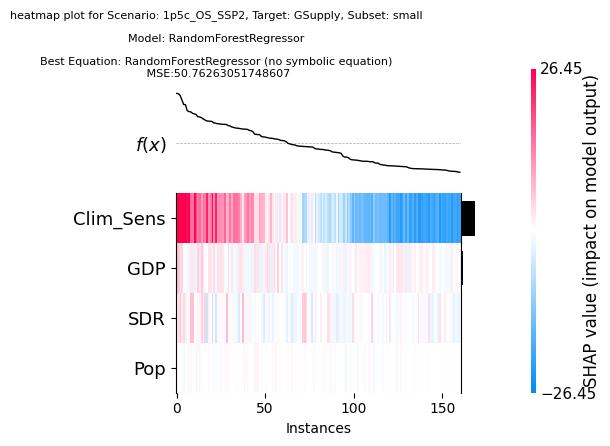 heatmap plot for Scenario: 1p5c_OS_SSP2, Target: GSupply, Subset: small
Model: RandomForestRegressor
Best Equation: RandomForestRegressor (no symbolic equation)
MSE:50.76263051748607
26.45
f(x)
Clim_Sens
GDP
SDR
Pop
0
50
100
150
Instances
−26.45
SHAP value (impact on model output)